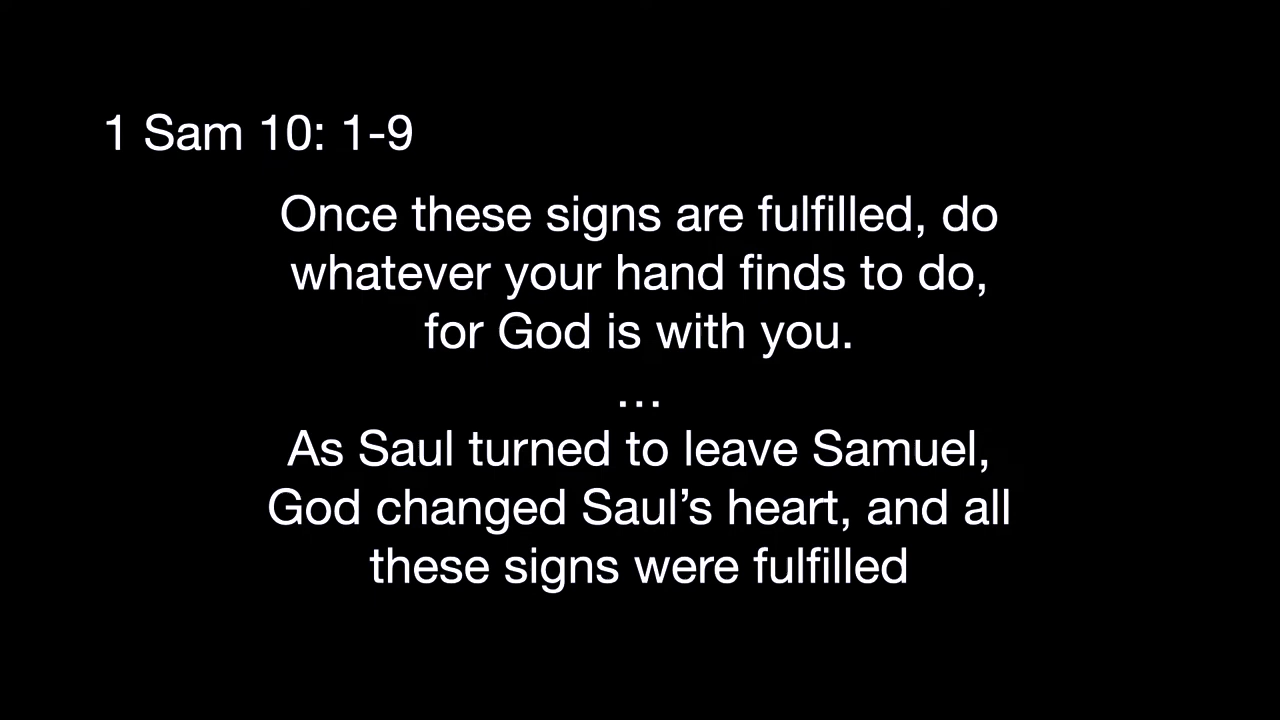 1 Sam 10: 1-9
Once these signs are fulfilled, do
whatever your hand finds to do,
for God is with you.
…
As Saul turned to leave Samuel,
God changed Saul’s heart, and all
these signs were fulfilled